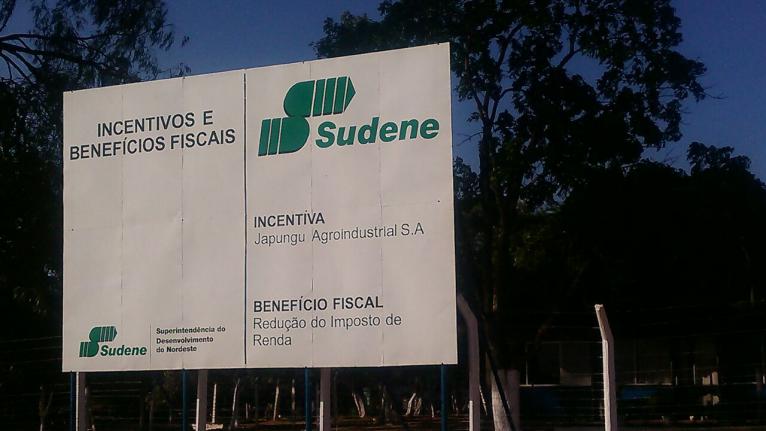 INCENTIVOS E
BENEFÍCIOS FISCAIS
Sudene
Superintendência do
Desenvolvimento
do Nordeste
Sudene
INCENTÍVA
Japungu Agroindustrial S.A
BENEFÍCIO FISCAL
Redução do Imposto de
Renda